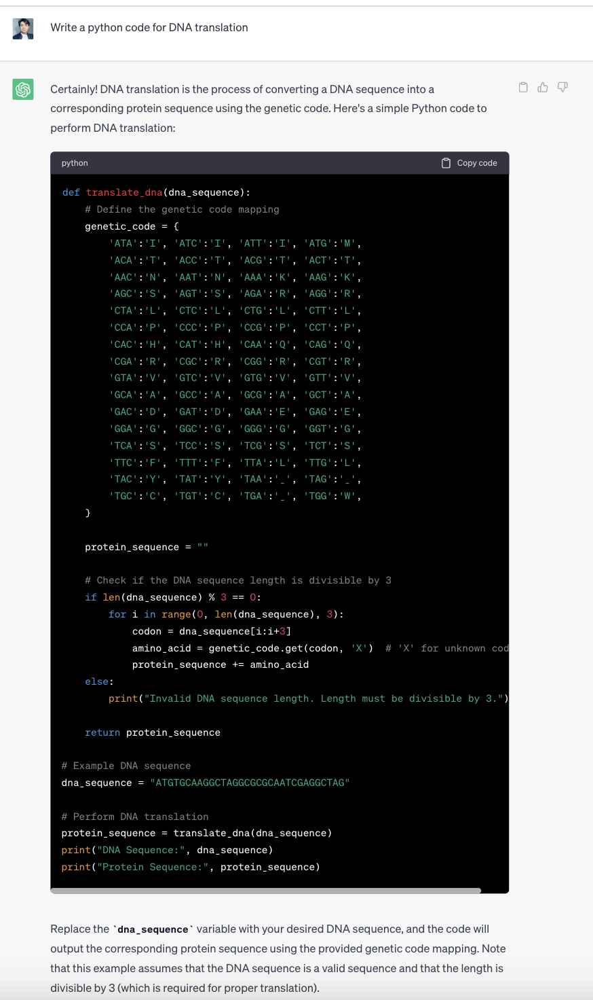 Write a python code for DNA translation
Certainly! DNA translation is the process of converting a DNA sequence into a
corresponding protein sequence using the genetic code. Here's a simple Python code to
perform DNA translation:
python Copy code
def translate_dna(dna_sequence):
    # Define the genetic code mapping
    genetic_code = {
        'ATA':'I', 'ATC':'I', 'ATT':'I', 'ATG':'M',
        'ACA':'T', 'ACC':'T', 'ACG':'T', 'ACT':'T',
        'AAC':'N', 'AAT':'N', 'AAA':'K', 'AAG':'K',
        'AGC':'S', 'AGT':'S', 'AGA':'R', 'AGG':'R',
        'CTA':'L', 'CTC':'L', 'CTG':'L', 'CTT':'L',
        'CCA':'P', 'CCC':'P', 'CCG':'P', 'CCT':'P',
        'CAC':'H', 'CAT':'H', 'CAA':'Q', 'CAG':'Q',
        'CGA':'R', 'CGC':'R', 'CGG':'R', 'CGT':'R',
        'GTA':'V', 'GTC':'V', 'GTG':'V', 'GTT':'V',
        'GCA':'A', 'GCC':'A', 'GCG':'A', 'GCT':'A',
        'GAC':'D', 'GAT':'D', 'GAA':'E', 'GAG':'E',
        'GGA':'G', 'GGC':'G', 'GGG':'G', 'GGT':'G',
        'TCA':'S', 'TCC':'S', 'TCG':'S', 'TCT':'S',
        'TTC':'F', 'TTT':'F', 'TTA':'L', 'TTG':'L',
        'TAC':'Y', 'TAT':'Y', 'TAA':'_', 'TAG':'_',
        'TGC':'C', 'TGT':'C', 'TGA':'_', 'TGG':'W',
    }
    protein_sequence = ""
    # Check if the DNA sequence length is divisible by 3
    if len(dna_sequence) % 3 == 0:
        for i in range(0, len(dna_sequence), 3):
            codon = dna_sequence[i:i+3]
            amino_acid = genetic_code.get(codon, 'X')  # 'X' for unknown cod
            protein_sequence += amino_acid
    else:
        print("Invalid DNA sequence length. Length must be divisible by 3.")
    return protein_sequence
# Example DNA sequence
dna_sequence = "ATGTGCAAGGCTAGGCGCGCAATCGAGGCTAG"
# Perform DNA translation
protein_sequence = translate_dna(dna_sequence)
print("DNA Sequence:", dna_sequence)
print("Protein Sequence:", protein_sequence)
Replace the `dna_sequence` variable with your desired DNA sequence, and the code will
output the corresponding protein sequence using the provided genetic code mapping. Note
that this example assumes that the DNA sequence is a valid sequence and that the length is
divisible by 3 (which is required for proper translation).